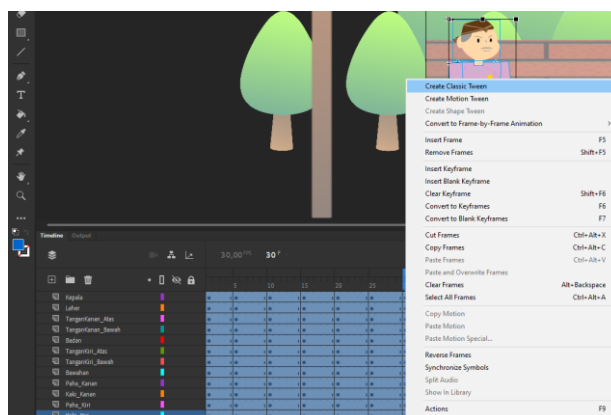 Create Classic Tween
Create Motion Tween
Create Shape Tween
Convert to Frame-by-Frame Animation
Insert Frame F5
Remove Frames Shift+F5
Insert Keyframe
Insert Blank Keyframe
Clear Keyframe Shift+F6
Convert to Keyframes F6
Convert to Blank Keyframes F7
Cut Frames Ctrl+Alt+X
Copy Frames Ctrl+Alt+C
Paste Frames Ctrl+Alt+V
Paste and Overwrite Frames
Clear Frames Alt+Backspace
Select All Frames Ctrl+Alt+A
Copy Motion
Paste Motion
Paste Motion Special...
Reverse Frames
Synchronize Symbols
Split Audio
Show in Library
Actions F9
Timeline Output
30,00 FPS 30 F
5 10 15 20 25
Kepala
Leher
TanganKanan_Atas
TanganKanan_Bawah
Badan
TanganKiri_Atas
TanganKiri_Bawah
Bawahan
Paha_Kanan
Kaki_Kanan
Paha_Kiri
Kaki_Kiri